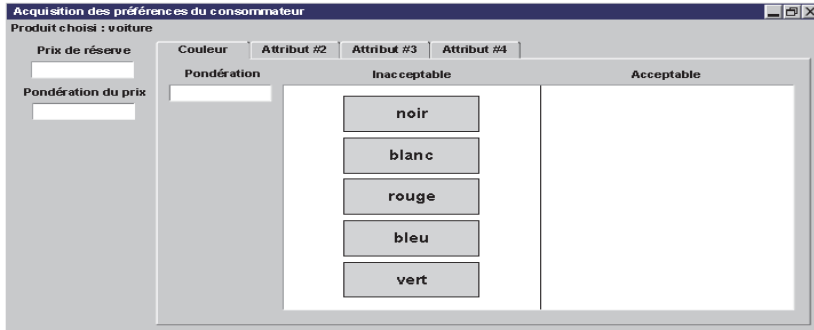 Acquisition des préférences du consommateur
Produit choisi : voiture
Prix de réserve
Pondération du prix
Couleur Attribut #2 Attribut #3 Attribut #4
Pondération
Inacceptable Acceptable
noir
blanc
rouge
bleu
vert